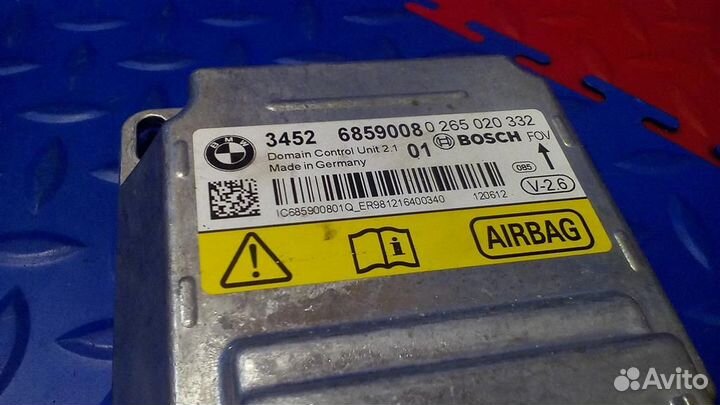 BMW
3452 6859008 0 265 020 332
Domain Control Unit 2.1 01 BOSCH FOV
Made in Germany
085
V-2.6
IC685900801Q_ER981216400340 120612
AIRBAG
Avito